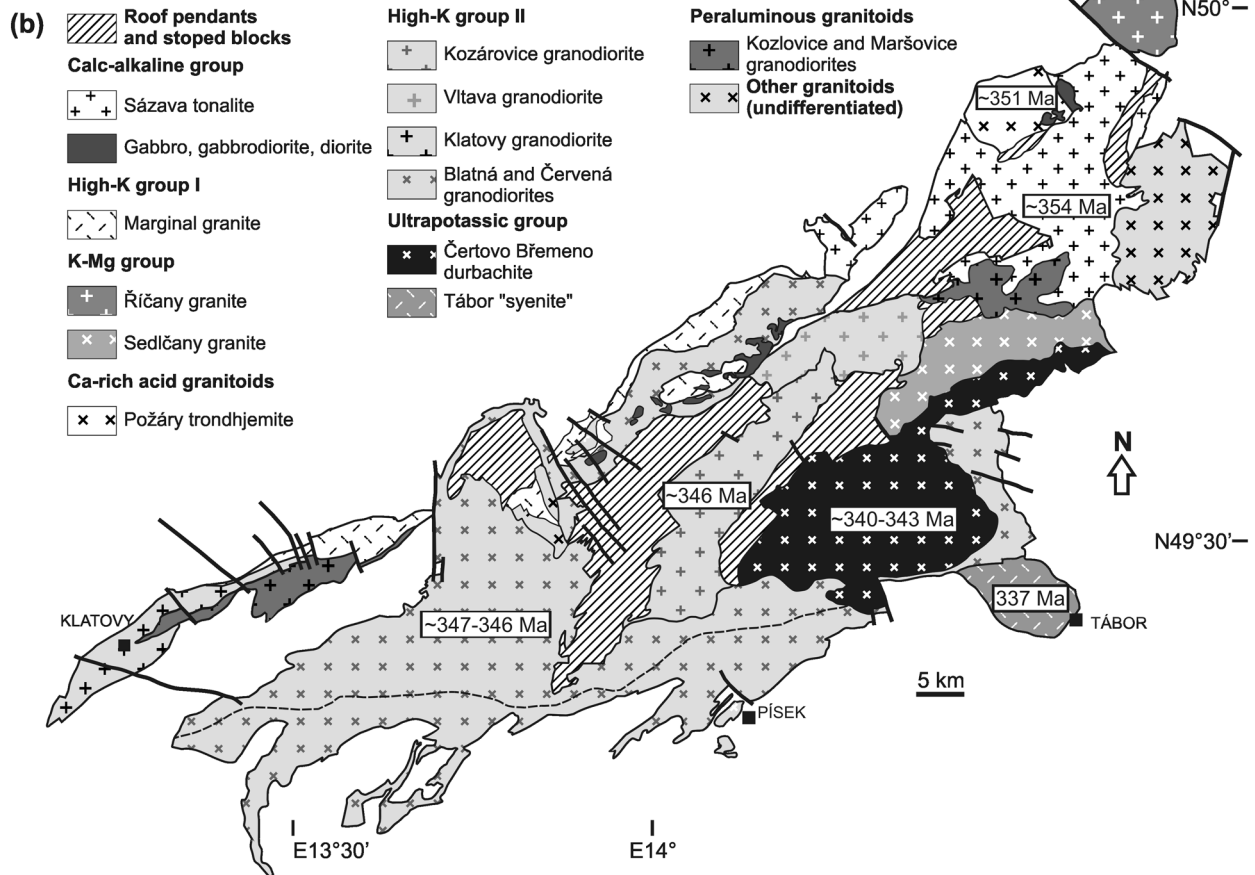 (b)
Roof pendants
and stoped blocks
Calc-alkaline group
Sázava tonalite
Gabbro, gabbrodiorite, diorite
High-K group I
Marginal granite
K-Mg group
Říčany granite
Sedlčany granite
Ca-rich acid granitoids
Požáry trondhjemite
High-K group II
Kozárovice granodiorite
Vltava granodiorite
Klatovy granodiorite
Blatná and Červená
granodiorites
Ultrapotassic group
Čertovo Břemeno
durbachite
Tábor "syenite"
Peraluminous granitoids
Kozlovice and Maršovice
granodiorites
Other granitoids
(undifferentiated)
N50°
~351 Ma
~354 Ma
~346 Ma
~340-343 Ma
N
N49°30’
337 Ma
KLATOVY
~347-346 Ma
TÁBOR
5 km
PÍSEK
E13°30’
E14°